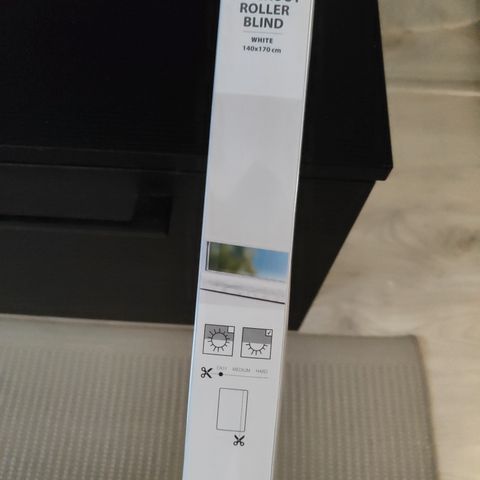 ROLLER
BLIND
WHITE
140x170 cm
EASY MEDIUM HARD